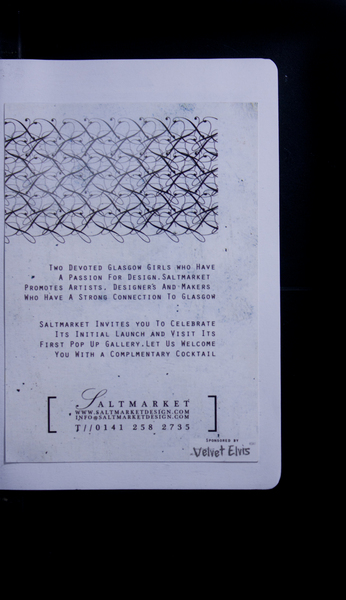 Two Devoted Glasgow Girls who Have
A Passion For Design.Saltmarket
Promotes Artists, Designers And Makers
Who Have A Strong Connection To Glasgow
Saltmarket Invites you To Celebrate
Its Initial Launch and Visit Its
First Pop Up Gallery.Let Us Welcome
You With a Complmentary Cocktail
SALTMARKET
WWW.SALTMARKETDESIGN.COM
INFO@SALTMARKETDESIGN.COM
T//0141 258 2735
Sponsored by
Velvet Elvis